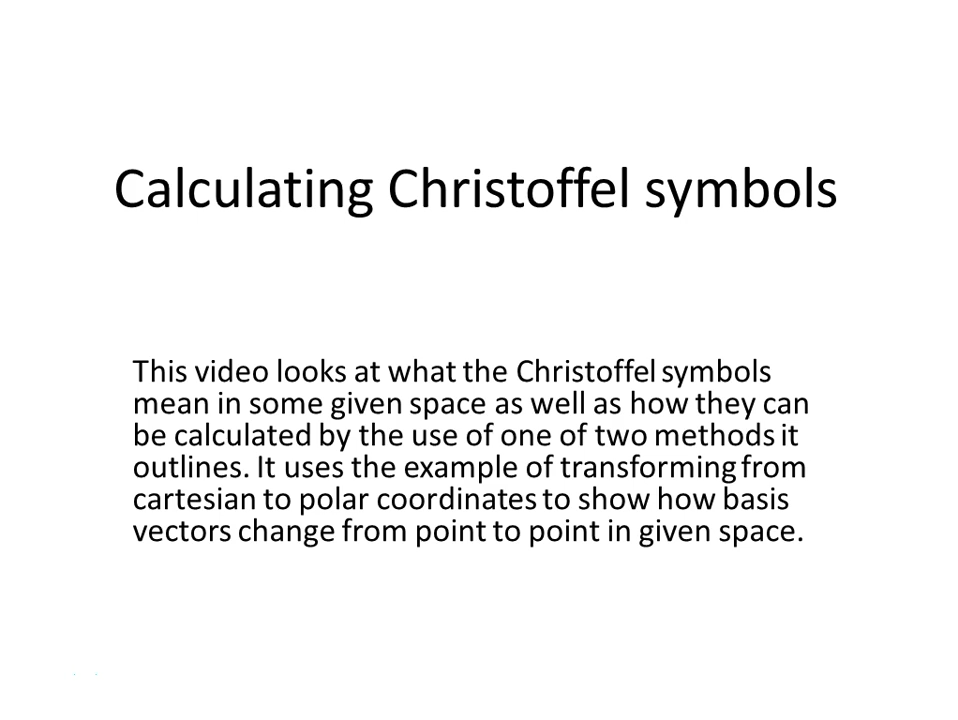 Calculating Christoffel symbols
This video looks at what the Christoffel symbols
mean in some given space as well as how they can
be calculated by the use of one of two methods it
outlines. It uses the example of transforming from
cartesian to polar coordinates to show how basis
vectors change from point to point in given space.